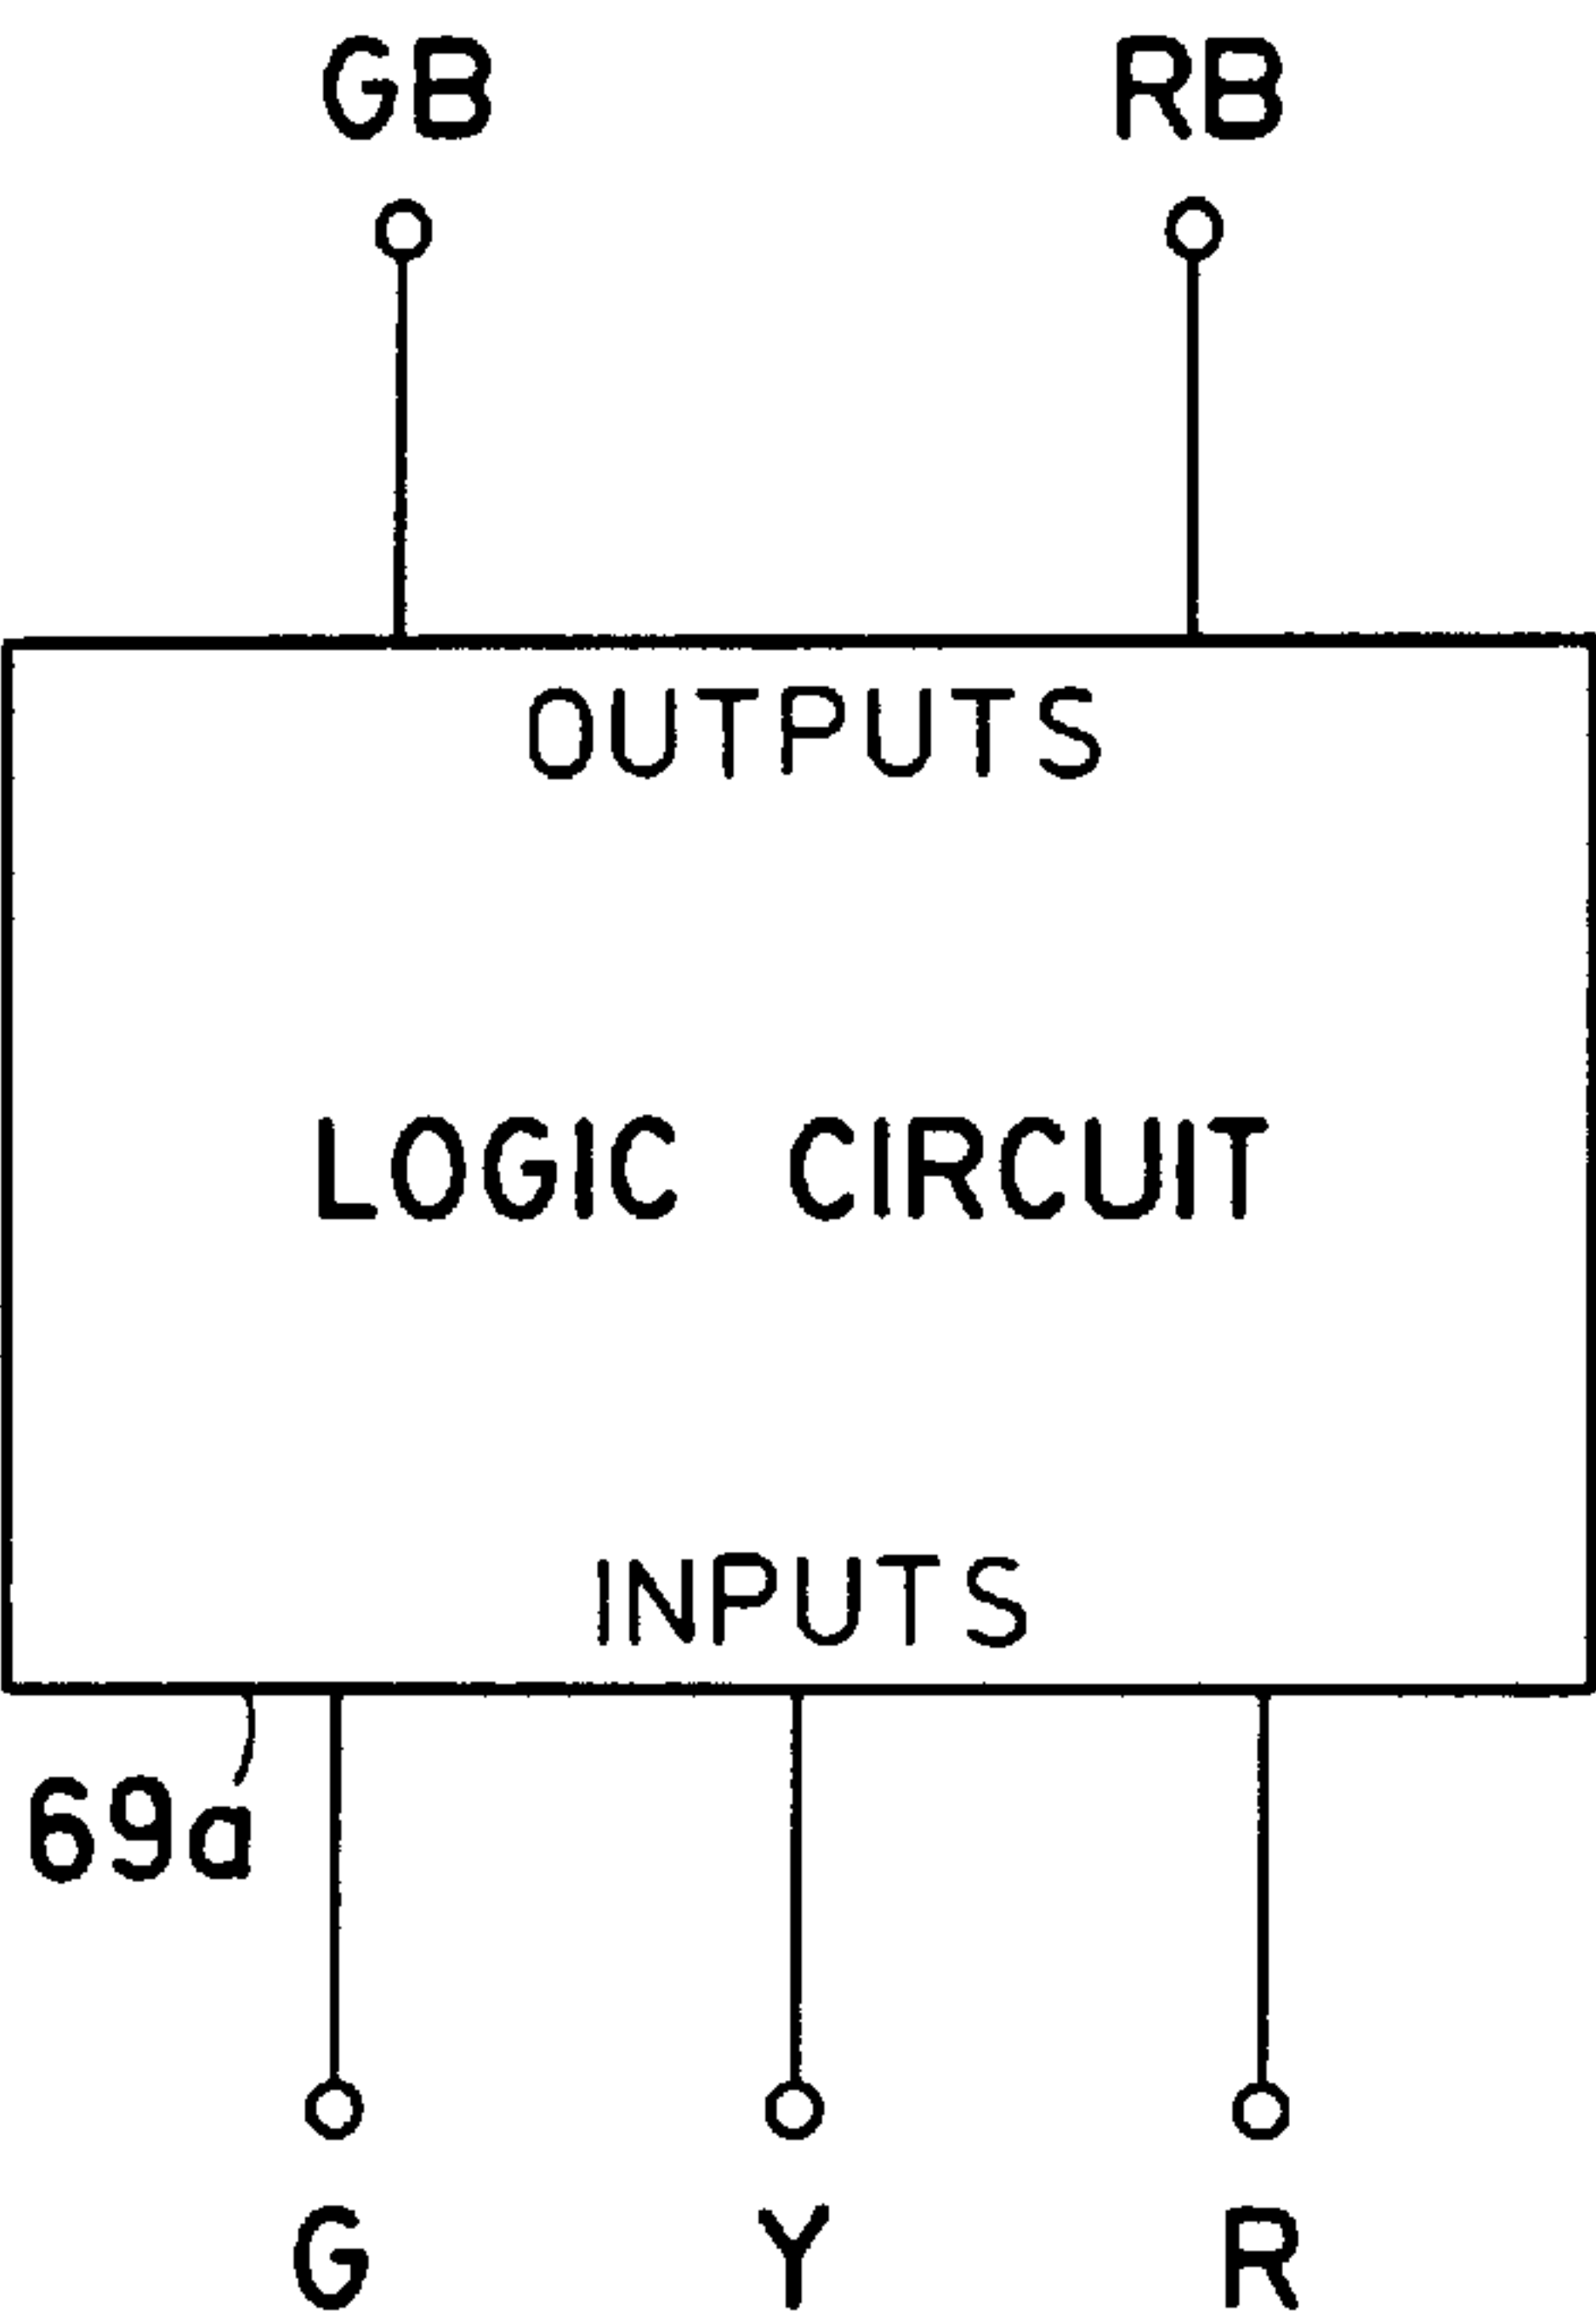 GB RB
OUTPUTS
LOGIC CIRCUIT
INPUTS
69a
G Y R